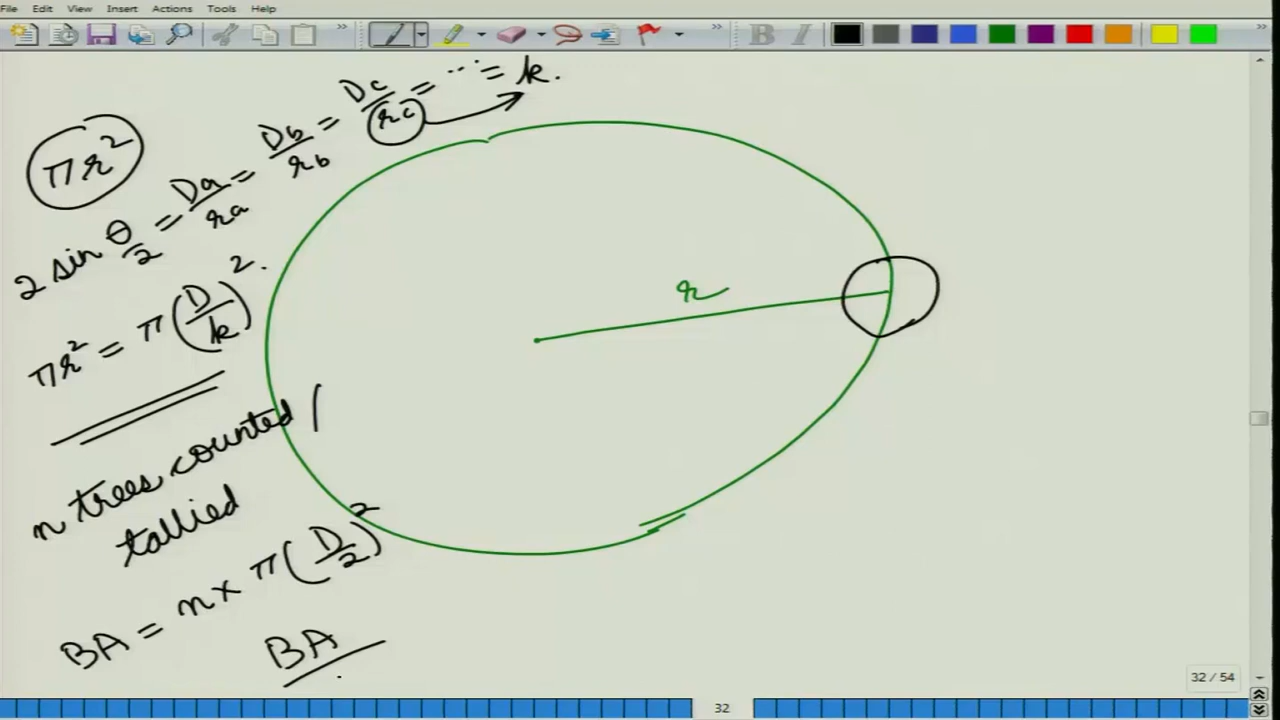 File Edit View Insert Actions Tools Help
πr²
2 sin θ/2 = Da/ra = Db/rb = Dc/rc = ... = k.
πr² = π(D/k)².
r
n trees counted /
tallied
BA = n × π(D/2)²
BA
32 / 54
32